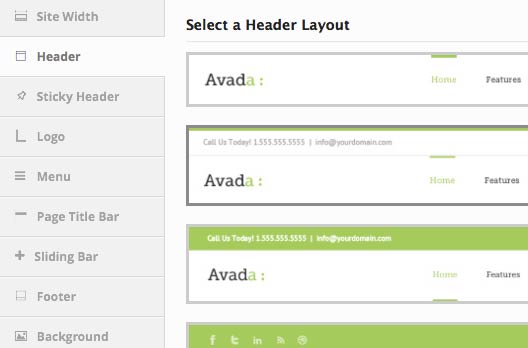 Site Width
Header
Sticky Header
Logo
Menu
Page Title Bar
Sliding Bar
Footer
Background
Select a Header Layout
Avada :
Home Features
Call Us Today! 1.555.555.5555 | info@yourdomain.com
Avada :
Home Features
Call Us Today! 1.555.555.5555 | info@yourdomain.com
Avada :
Home Features